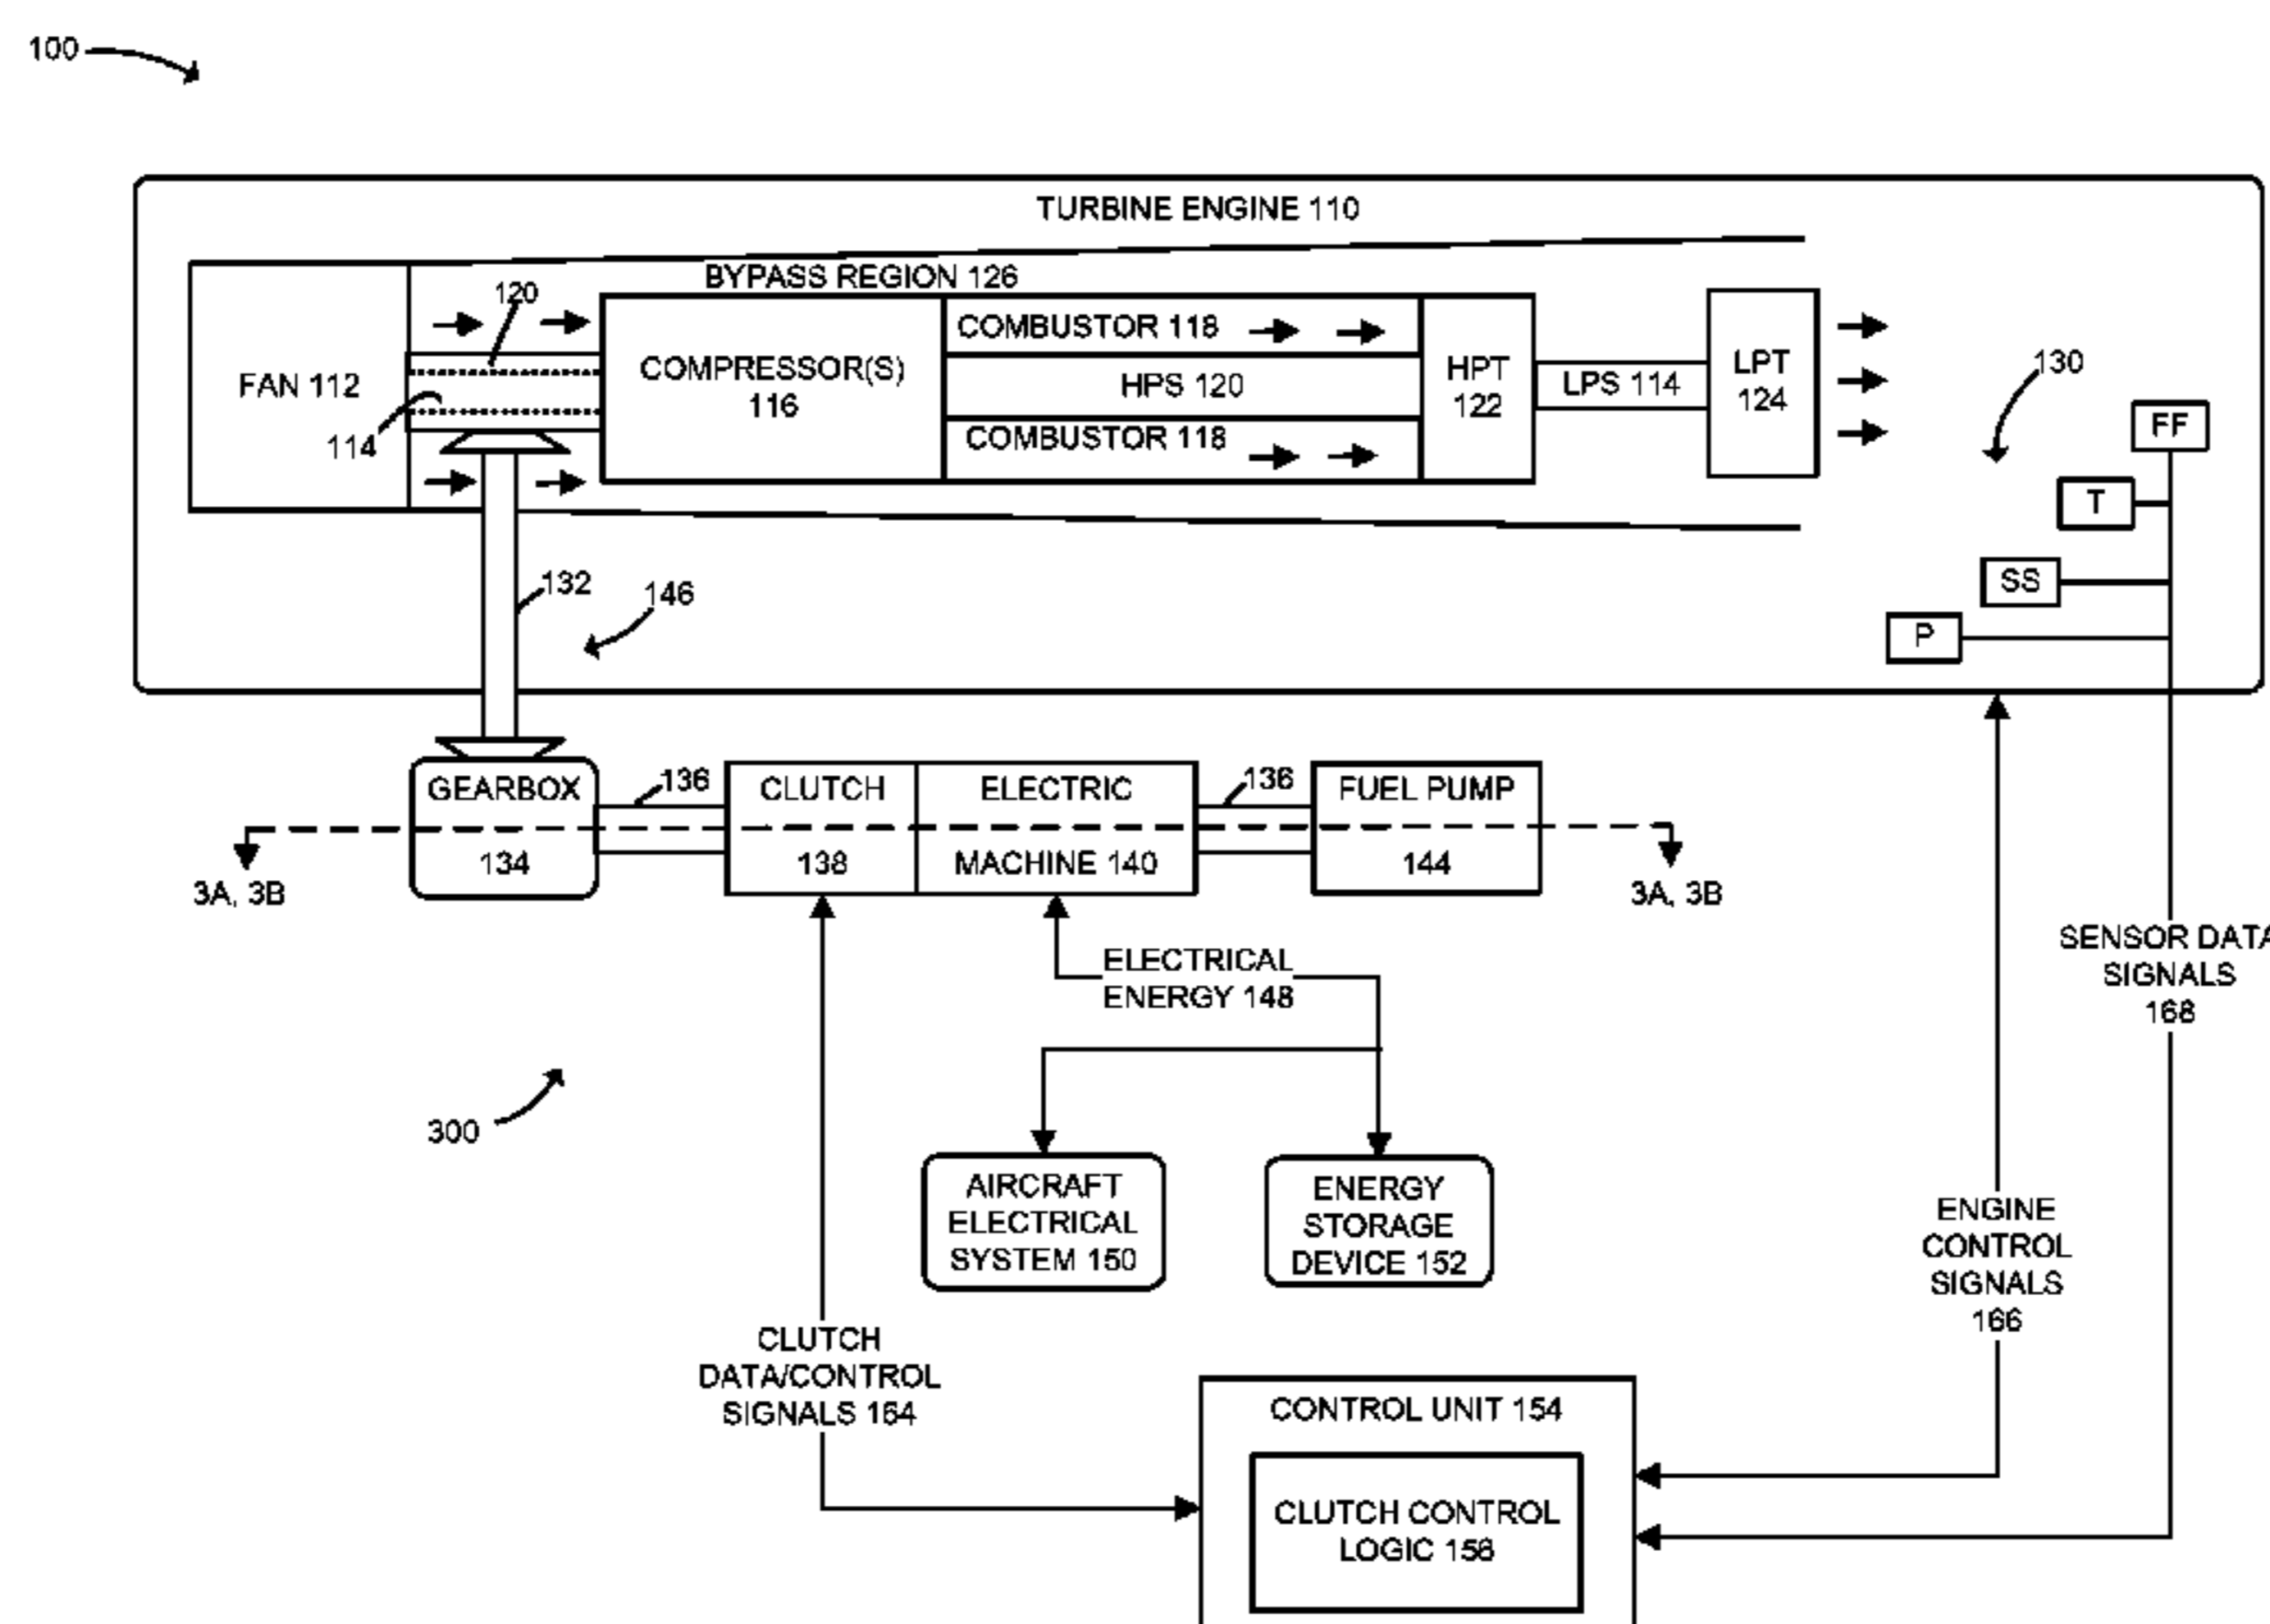 100
TURBINE ENGINE 110
BYPASS REGION 126
120
COMBUSTOR 118
FAN 112
COMPRESSOR(S)
116
HPS 120
HPT
122
LPS 114
LPT
124
130
114
COMBUSTOR 118
FF
T
SS
P
132
146
GEARBOX
134
136
CLUTCH
138
ELECTRIC
MACHINE 140
136
FUEL PUMP
144
3A, 3B
3A, 3B
ELECTRICAL
ENERGY 148
SENSOR DATA
SIGNALS
168
300
AIRCRAFT
ELECTRICAL
SYSTEM 150
ENERGY
STORAGE
DEVICE 152
ENGINE
CONTROL
SIGNALS
166
CLUTCH
DATA/CONTROL
SIGNALS 164
CONTROL UNIT 154
CLUTCH CONTROL
LOGIC 156